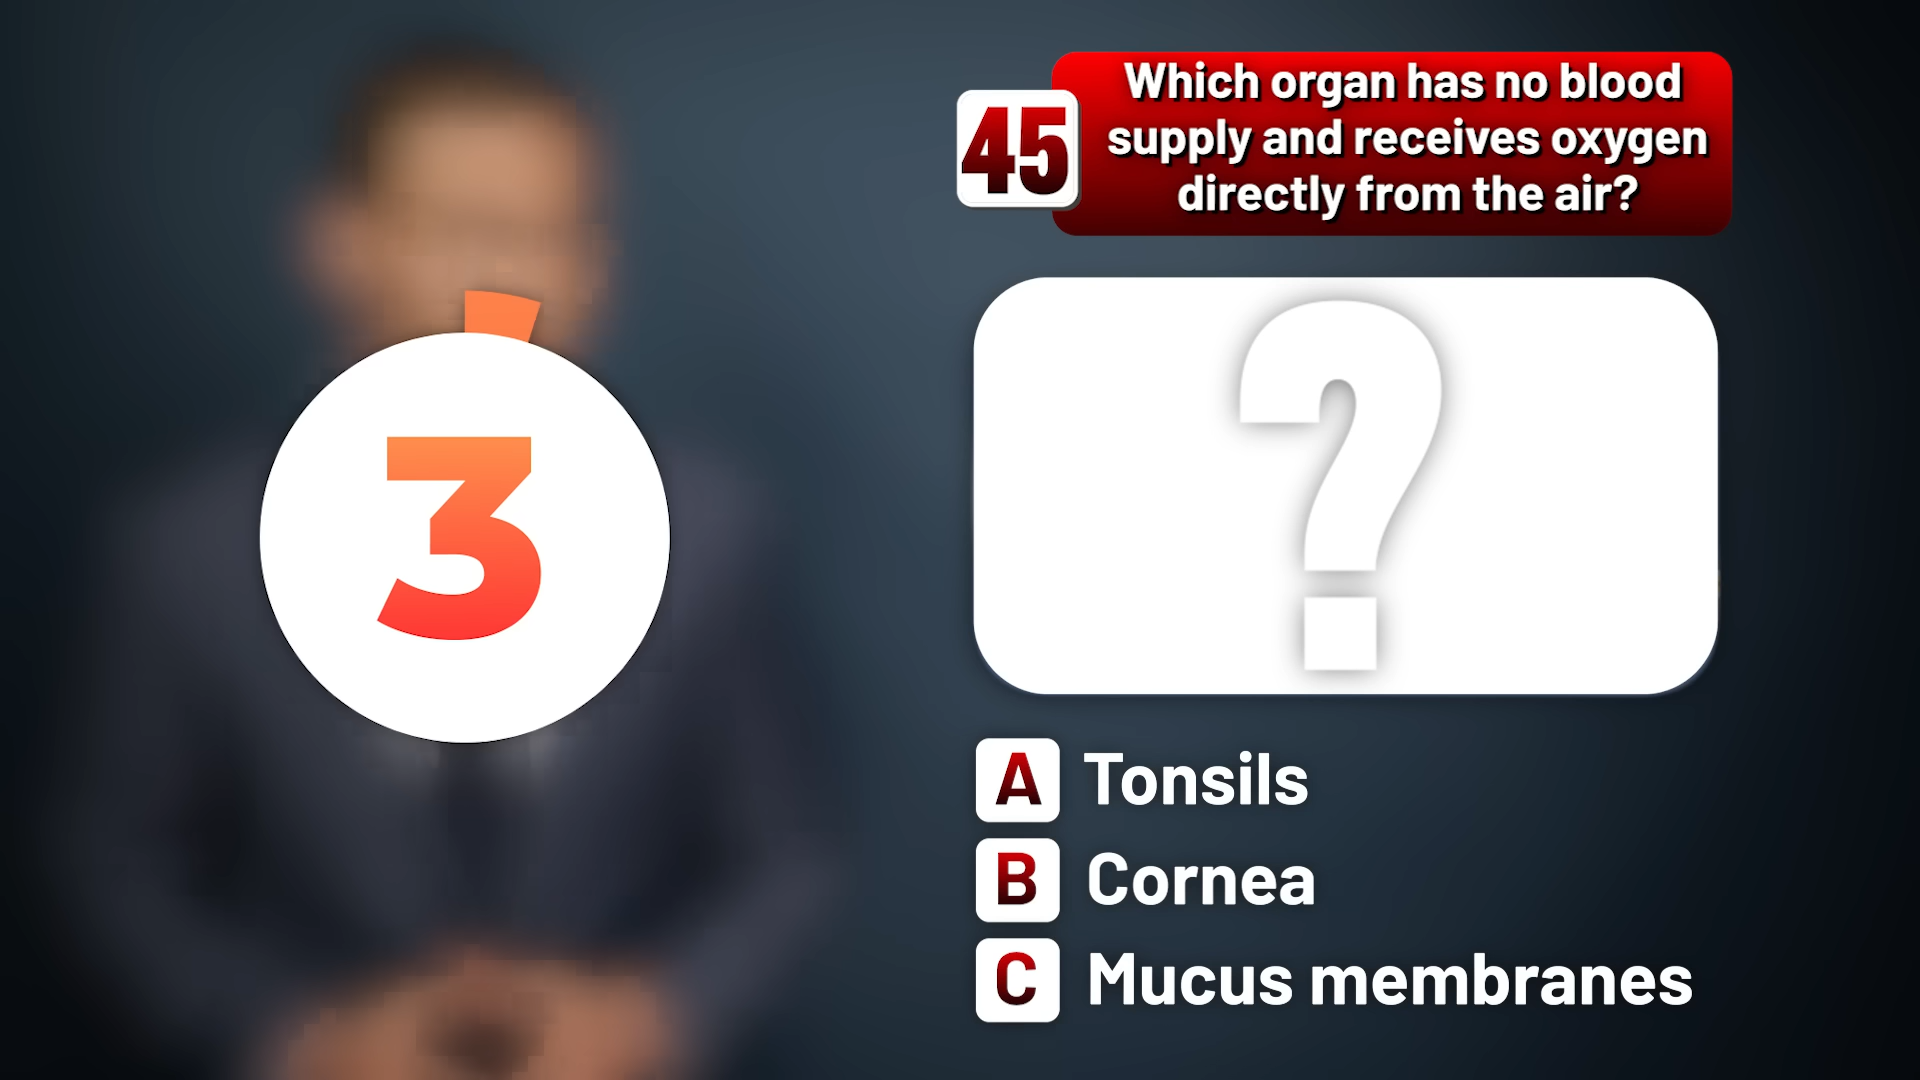 45
Which organ has no blood
supply and receives oxygen
directly from the air?
?
3
A Tonsils
B Cornea
C Mucus membranes